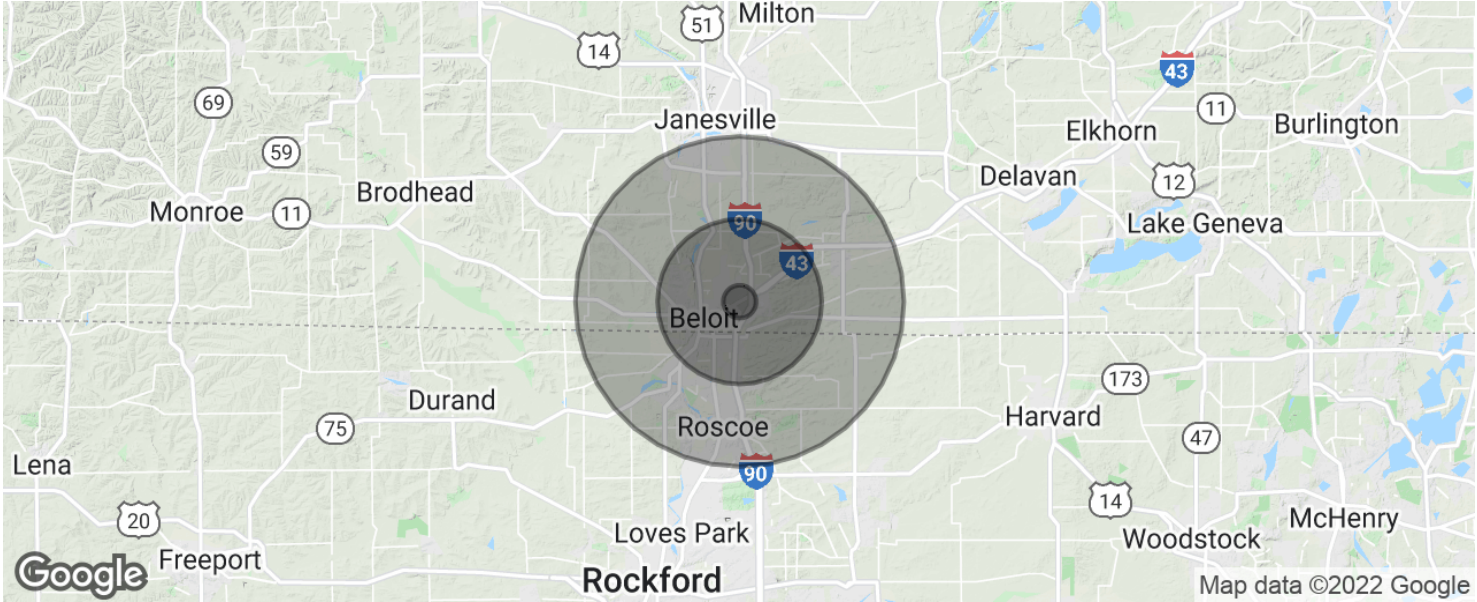 Milton
51
14
43
69
11
Janesville
Burlington
Elkhorn
59
Delavan
12
Brodhead
Monroe
11
90
Lake Geneva
43
Beloit
173
Durand
Harvard
75
Roscoe
47
Lena
90
14
20
McHenry
Loves Park
Woodstock
Freeport
Google
Rockford
Map data ©2022 Google